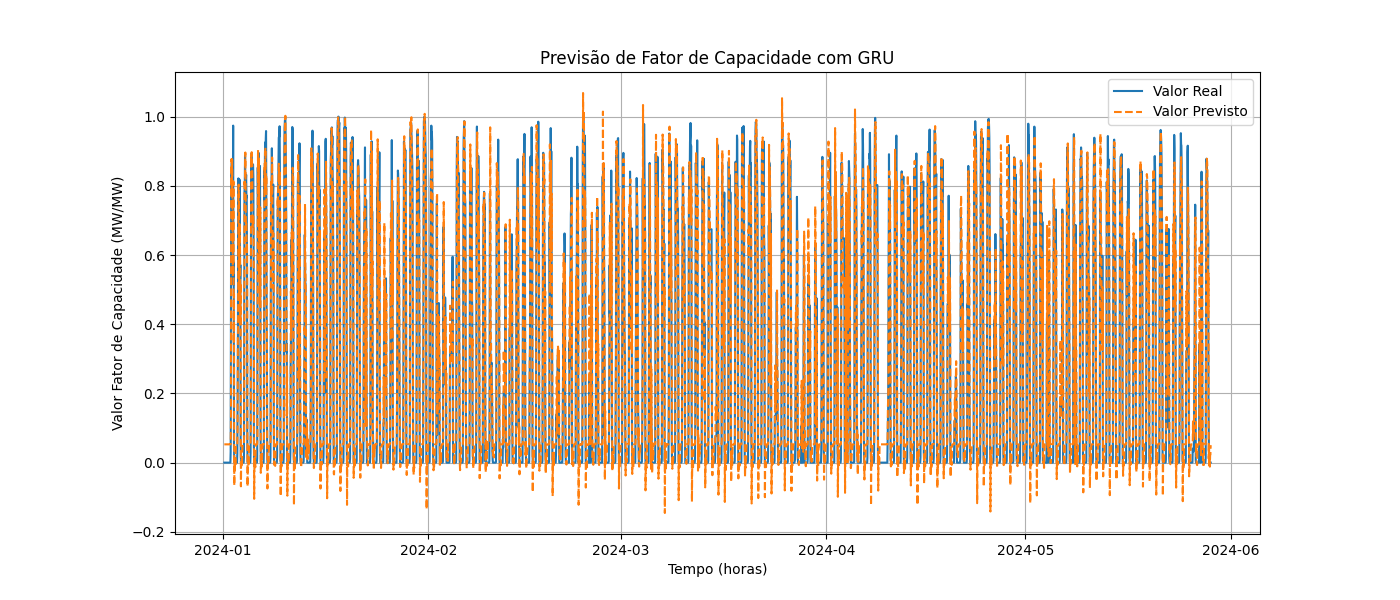 Previsão de Fator de Capacidade com GRU
Valor Real
Valor Previsto
Valor Fator de Capacidade (MW/MW)
1.0
0.8
0.6
0.4
0.2
0.0
−0.2
2024-01
2024-02
2024-03
2024-04
2024-05
2024-06
Tempo (horas)